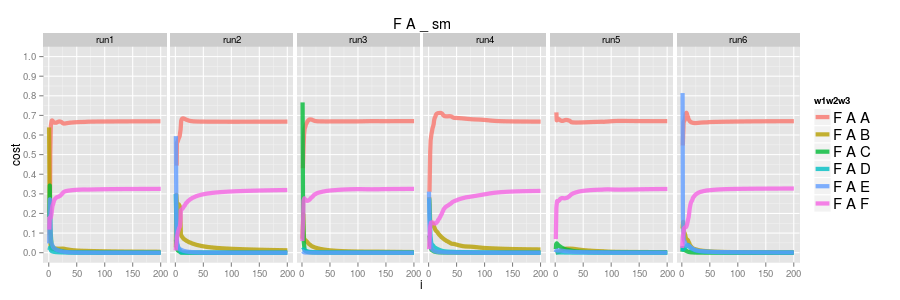 F A _ sm
run1 run2 run3 run4 run5 run6
cost
1.0
0.9
0.8
0.7
0.6
0.5
0.4
0.3
0.2
0.1
0.0
0 50 100 150 200 0 50 100 150 200 0 50 100 150 200 0 50 100 150 200 0 50 100 150 200 0 50 100 150 200
i
w1w2w3
F A A
F A B
F A C
F A D
F A E
F A F